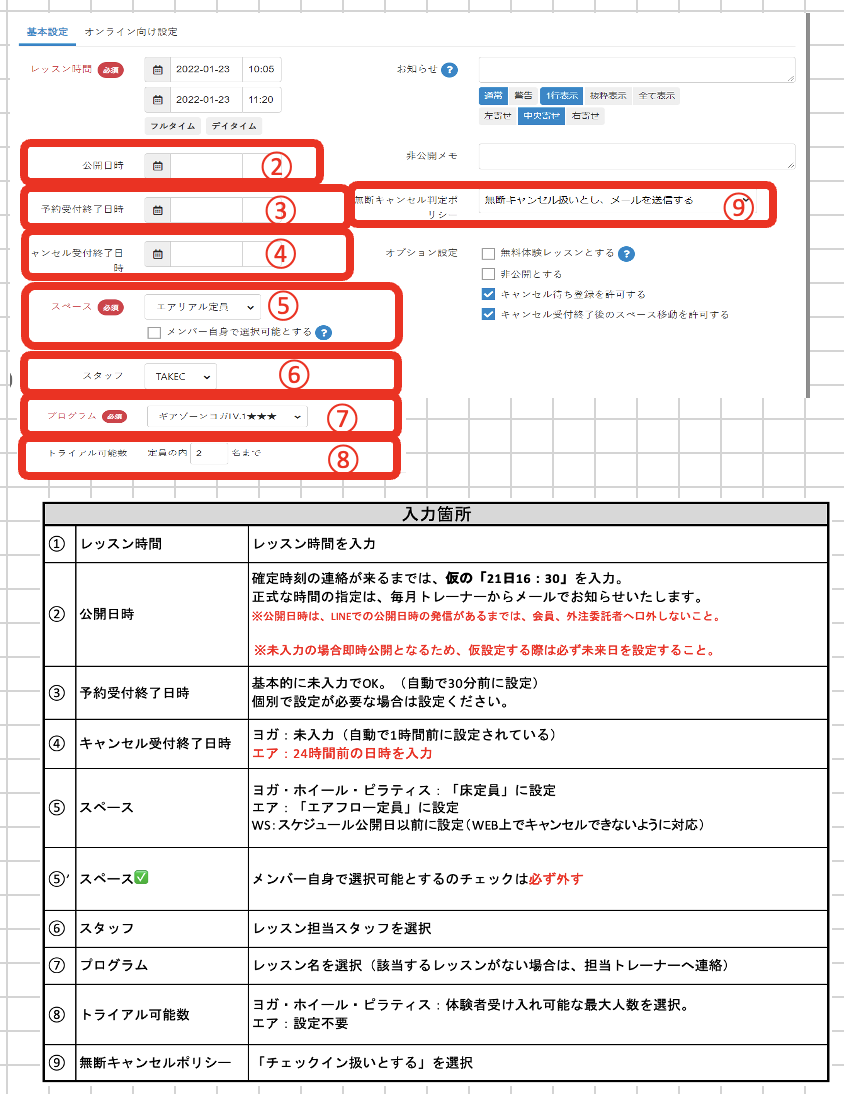 基本設定 オンライン向け設定
レッスン時間 必須 2022-01-23 10:05
2022-01-23 11:20
フルタイム デイタイム
公開日時 ②
予約受付終了日時 ③
ャンセル受付終了日時 ④
スペース 必須 エアリアル定員 ⑤
メンバー自身で選択可能とする ?
スタッフ TAKEC ⑥
プログラム 必須 ギアゾーンヨガLV.1★★★ ⑦
トライアル可能数 定員の内 2 名まで ⑧
お知らせ ?
通常 警告 1行表示 抜粋表示 全て表示
左寄せ 中央寄せ 右寄せ
非公開メモ
無断キャンセル判定ポリシー 無断キャンセル扱いとし、メールを送信する ⑨
オプション設定 無料体験レッスンとする ?
非公開とする
キャンセル待ち登録を許可する
キャンセル受付終了後のスペース移動を許可する
入力箇所
① レッスン時間 レッスン時間を入力
② 公開日時 確定時刻の連絡が来るまでは、仮の「21日16：30」を入力。
正式な時間の指定は、毎月トレーナーからメールでお知らせいたします。
※公開日時は、LINEでの公開日時の発信があるまでは、会員、外注委託者へ口外しないこと。
※未入力の場合即時公開となるため、仮設定する際は必ず未来日を設定すること。
③ 予約受付終了日時 基本的に未入力でOK。（自動で30分前に設定）
個別で設定が必要な場合は設定ください。
④ キャンセル受付終了日時 ヨガ：未入力（自動で1時間前に設定されている）
エア：24時間前の日時を入力
⑤ スペース ヨガ・ホイール・ピラティス：「床定員」に設定
エア：「エアフロー定員」に設定
WS：スケジュール公開日以前に設定（WEB上でキャンセルできないように対応）
⑤’ スペース✅ メンバー自身で選択可能とするのチェックは必ず外す
⑥ スタッフ レッスン担当スタッフを選択
⑦ プログラム レッスン名を選択（該当するレッスンがない場合は、担当トレーナーへ連絡）
⑧ トライアル可能数 ヨガ・ホイール・ピラティス：体験者受け入れ可能な最大人数を選択。
エア：設定不要
⑨ 無断キャンセルポリシー 「チェックイン扱いとする」を選択